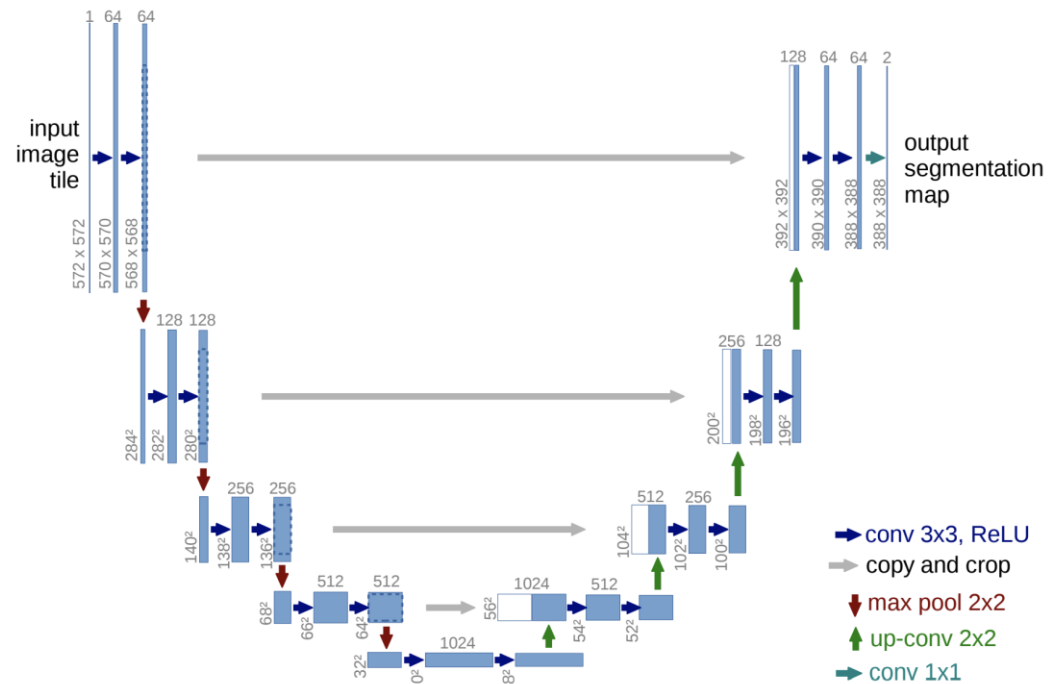 1
64
64
input
image
tile
572 x 572
570 x 570
568 x 568
128
64
64
2
output
segmentation
map
392 x 392
390 x 390
388 x 388
388 x 388
128
128
284²
282²
280²
256
128
200²
198²
196²
256
256
140²
138²
136²
512
256
104²
102²
100²
512
512
68²
66²
64²
1024
512
56²
54²
52²
1024
32²
0²
8²
conv 3x3, ReLU
copy and crop
max pool 2x2
up-conv 2x2
conv 1x1